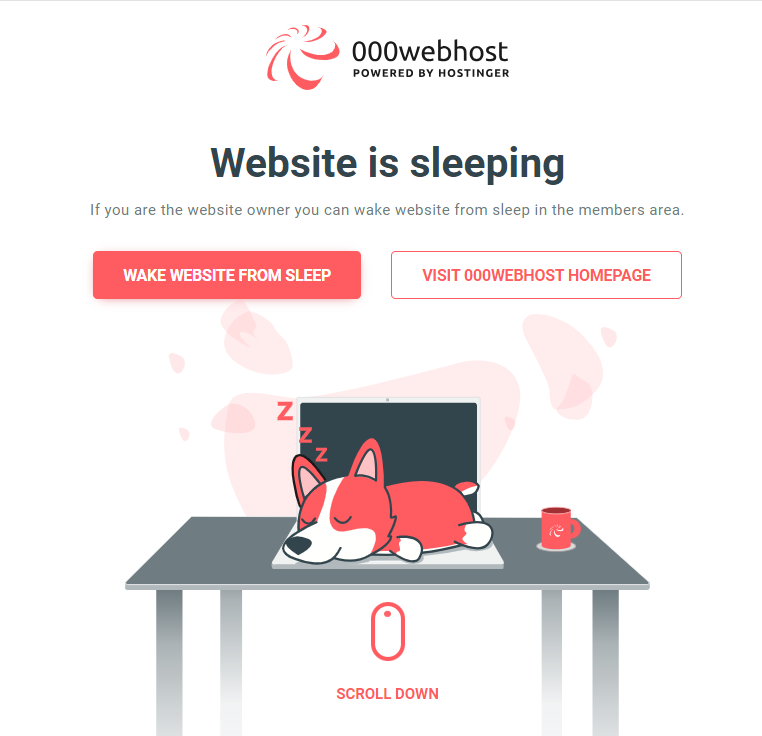 000webhost
POWERED BY HOSTINGER
Website is sleeping
If you are the website owner you can wake website from sleep in the members area.
WAKE WEBSITE FROM SLEEP
VISIT 000WEBHOST HOMEPAGE
Z
Z
Z
SCROLL DOWN